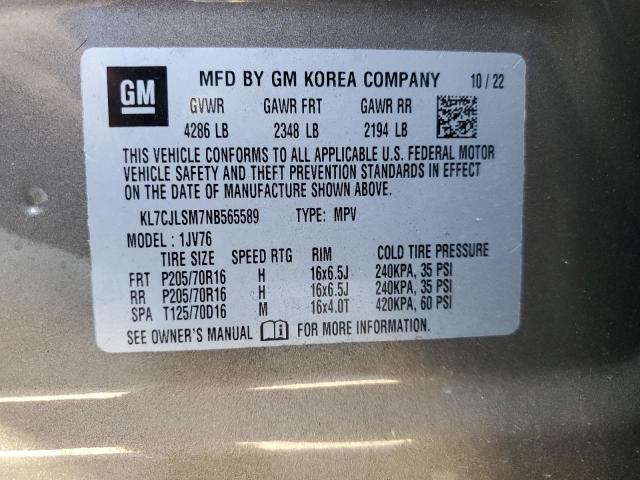 GM MFD BY GM KOREA COMPANY 10 / 22
GVWR GAWR FRT GAWR RR
4286 LB 2348 LB 2194 LB
THIS VEHICLE CONFORMS TO ALL APPLICABLE U.S. FEDERAL MOTOR
VEHICLE SAFETY AND THEFT PREVENTION STANDARDS IN EFFECT
ON THE DATE OF MANUFACTURE SHOWN ABOVE.
KL7CJLSM7NB565589 TYPE: MPV
MODEL: 1JV76
TIRE SIZE SPEED RTG RIM COLD TIRE PRESSURE
FRT P205/70R16 H 16x6.5J 240KPA, 35 PSI
RR P205/70R16 H 16x6.5J 240KPA, 35 PSI
SPA T125/70D16 M 16x4.0T 420KPA, 60 PSI
SEE OWNER'S MANUAL FOR MORE INFORMATION.